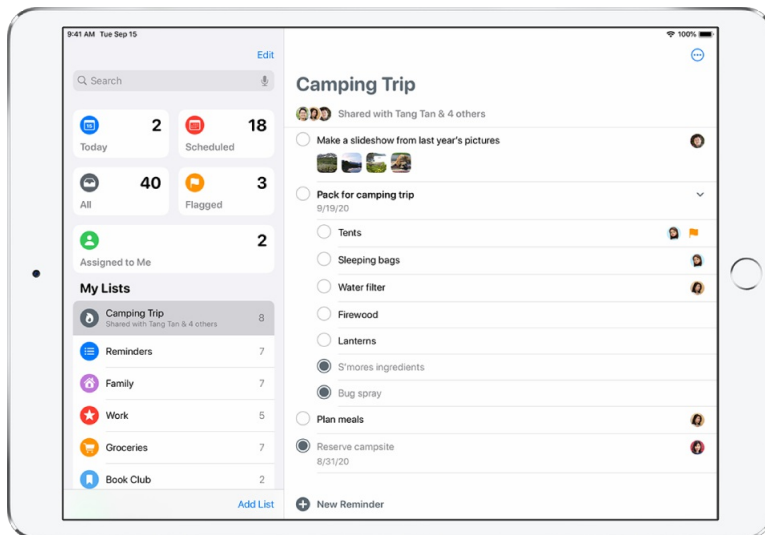 9:41 AM Tue Sep 15
100%
Edit
Search
2
Today
18
Scheduled
40
All
3
Flagged
2
Assigned to Me
My Lists
Camping Trip
Shared with Tang Tan & 4 others
8
Reminders
7
Family
7
Work
5
Groceries
7
Book Club
2
Add List
Camping Trip
Shared with Tang Tan & 4 others
Make a slideshow from last year's pictures
Pack for camping trip
9/19/20
Tents
Sleeping bags
Water filter
Firewood
Lanterns
S'mores ingredients
Bug spray
Plan meals
Reserve campsite
8/31/20
New Reminder